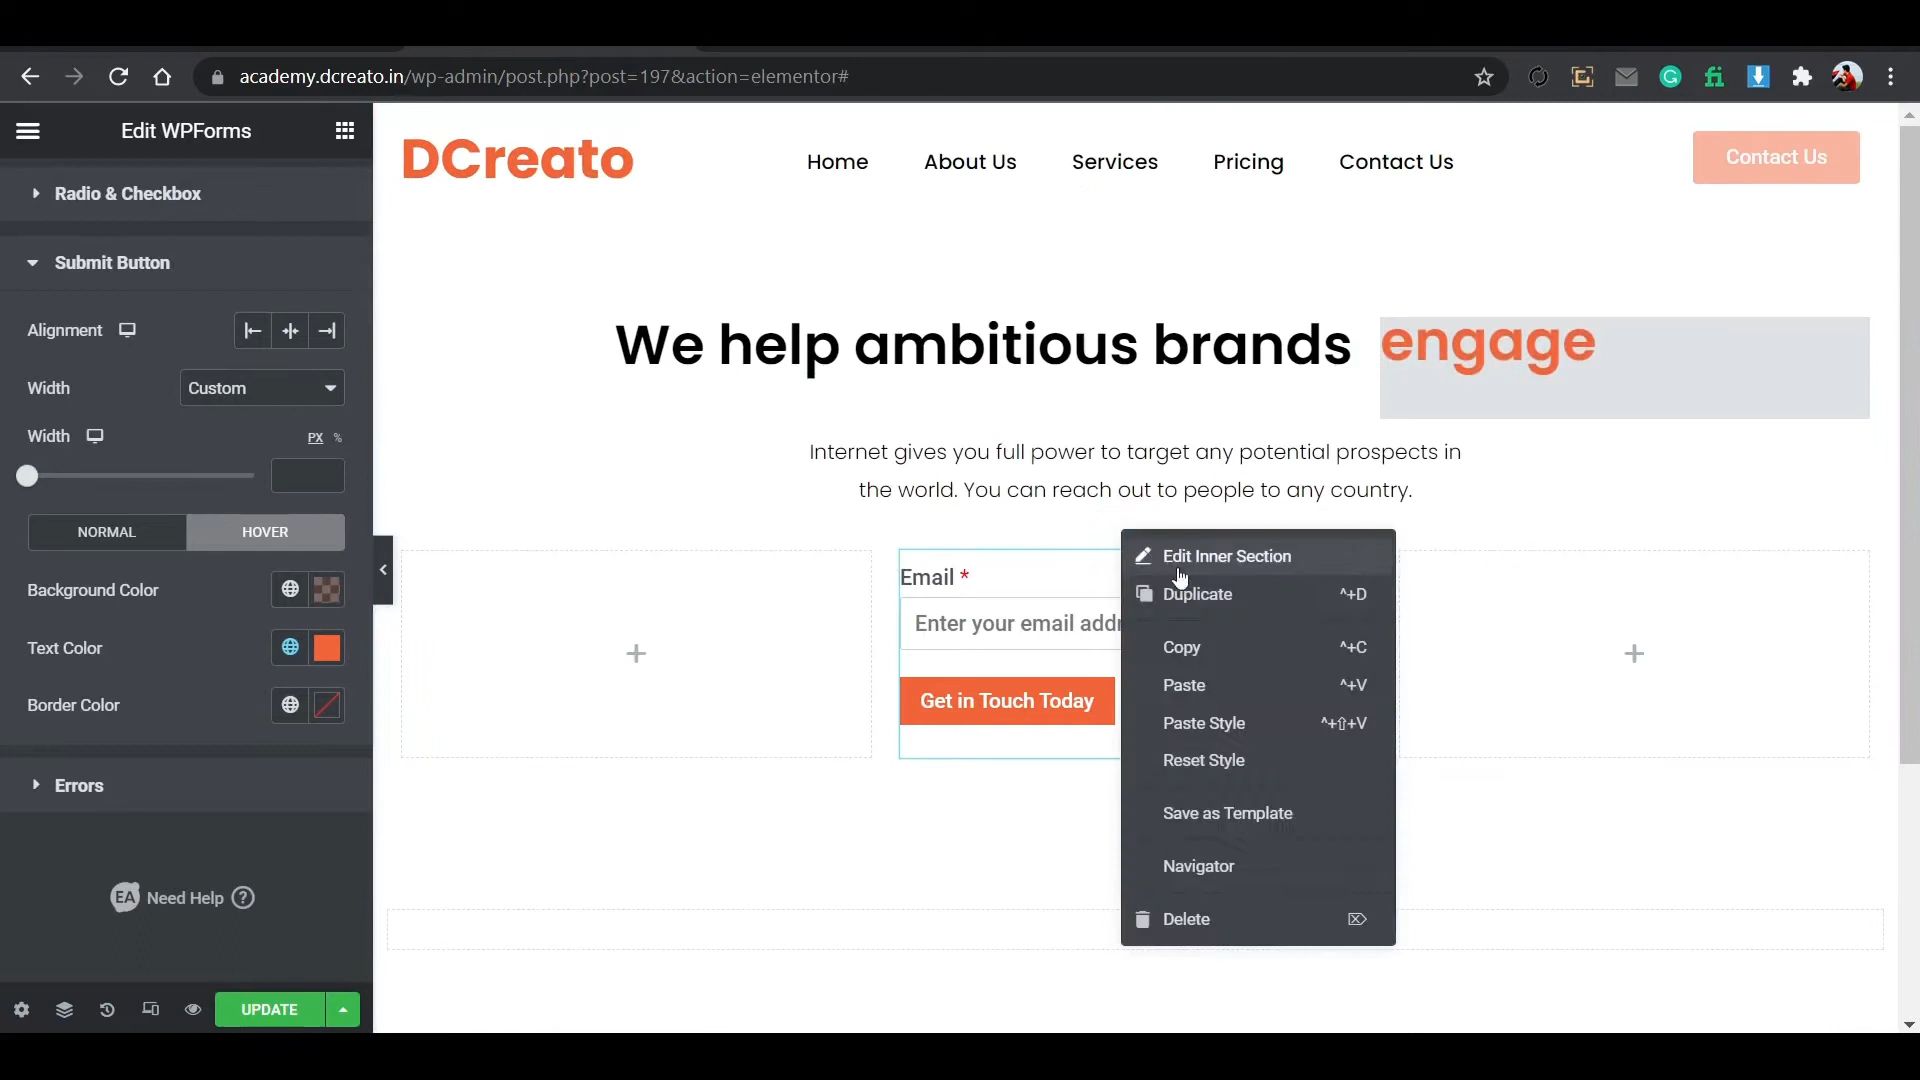 academy.dcreato.in/wp-admin/post.php?post=197&action=elementor#
Edit WPForms
Radio & Checkbox
Submit Button
Alignment
Width Custom
Width PX %
NORMAL HOVER
Background Color
Text Color
Border Color
Errors
EA Need Help ?
UPDATE
DCreato
Home About Us Services Pricing Contact Us
Contact Us
We help ambitious brands engage
Internet gives you full power to target any potential prospects in
the world. You can reach out to people to any country.
Email *
Enter your email addr
Get in Touch Today
Edit Inner Section
Duplicate ^+D
Copy ^+C
Paste ^+V
Paste Style ^+⇧+V
Reset Style
Save as Template
Navigator
Delete ⌦